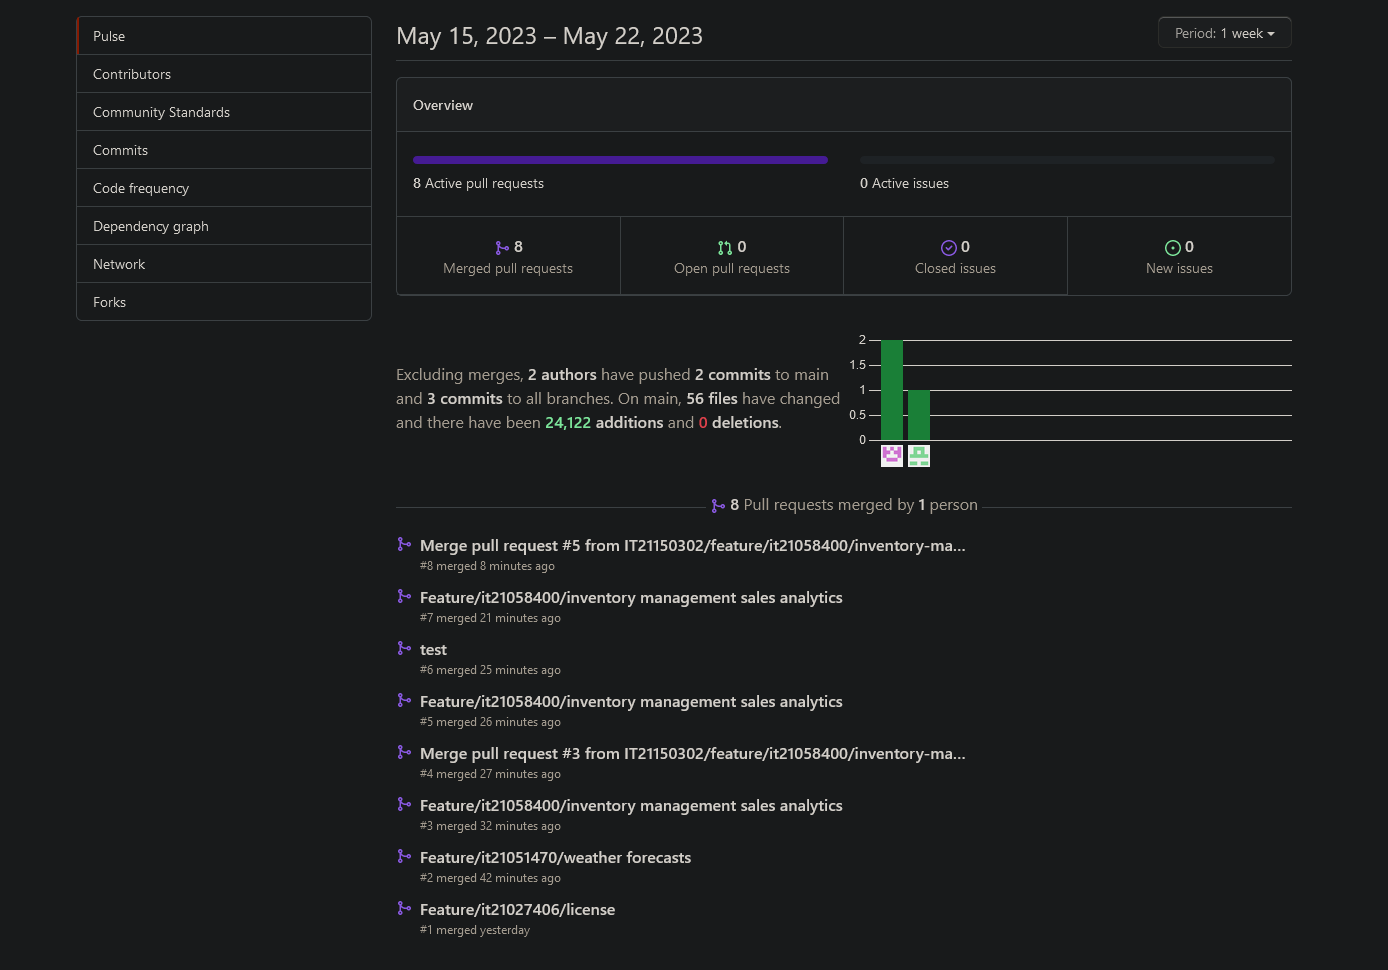 Pulse
Contributors
Community Standards
Commits
Code frequency
Dependency graph
Network
Forks
May 15, 2023 – May 22, 2023
Period: 1 week
Overview
8 Active pull requests
0 Active issues
8
Merged pull requests
0
Open pull requests
0
Closed issues
0
New issues
Excluding merges, 2 authors have pushed 2 commits to main
and 3 commits to all branches. On main, 56 files have changed
and there have been 24,122 additions and 0 deletions.
2
1.5
1
0.5
0
8 Pull requests merged by 1 person
Merge pull request #5 from IT21150302/feature/it21058400/inventory-ma…
#8 merged 8 minutes ago
Feature/it21058400/inventory management sales analytics
#7 merged 21 minutes ago
test
#6 merged 25 minutes ago
Feature/it21058400/inventory management sales analytics
#5 merged 26 minutes ago
Merge pull request #3 from IT21150302/feature/it21058400/inventory-ma…
#4 merged 27 minutes ago
Feature/it21058400/inventory management sales analytics
#3 merged 32 minutes ago
Feature/it21051470/weather forecasts
#2 merged 42 minutes ago
Feature/it21027406/license
#1 merged yesterday